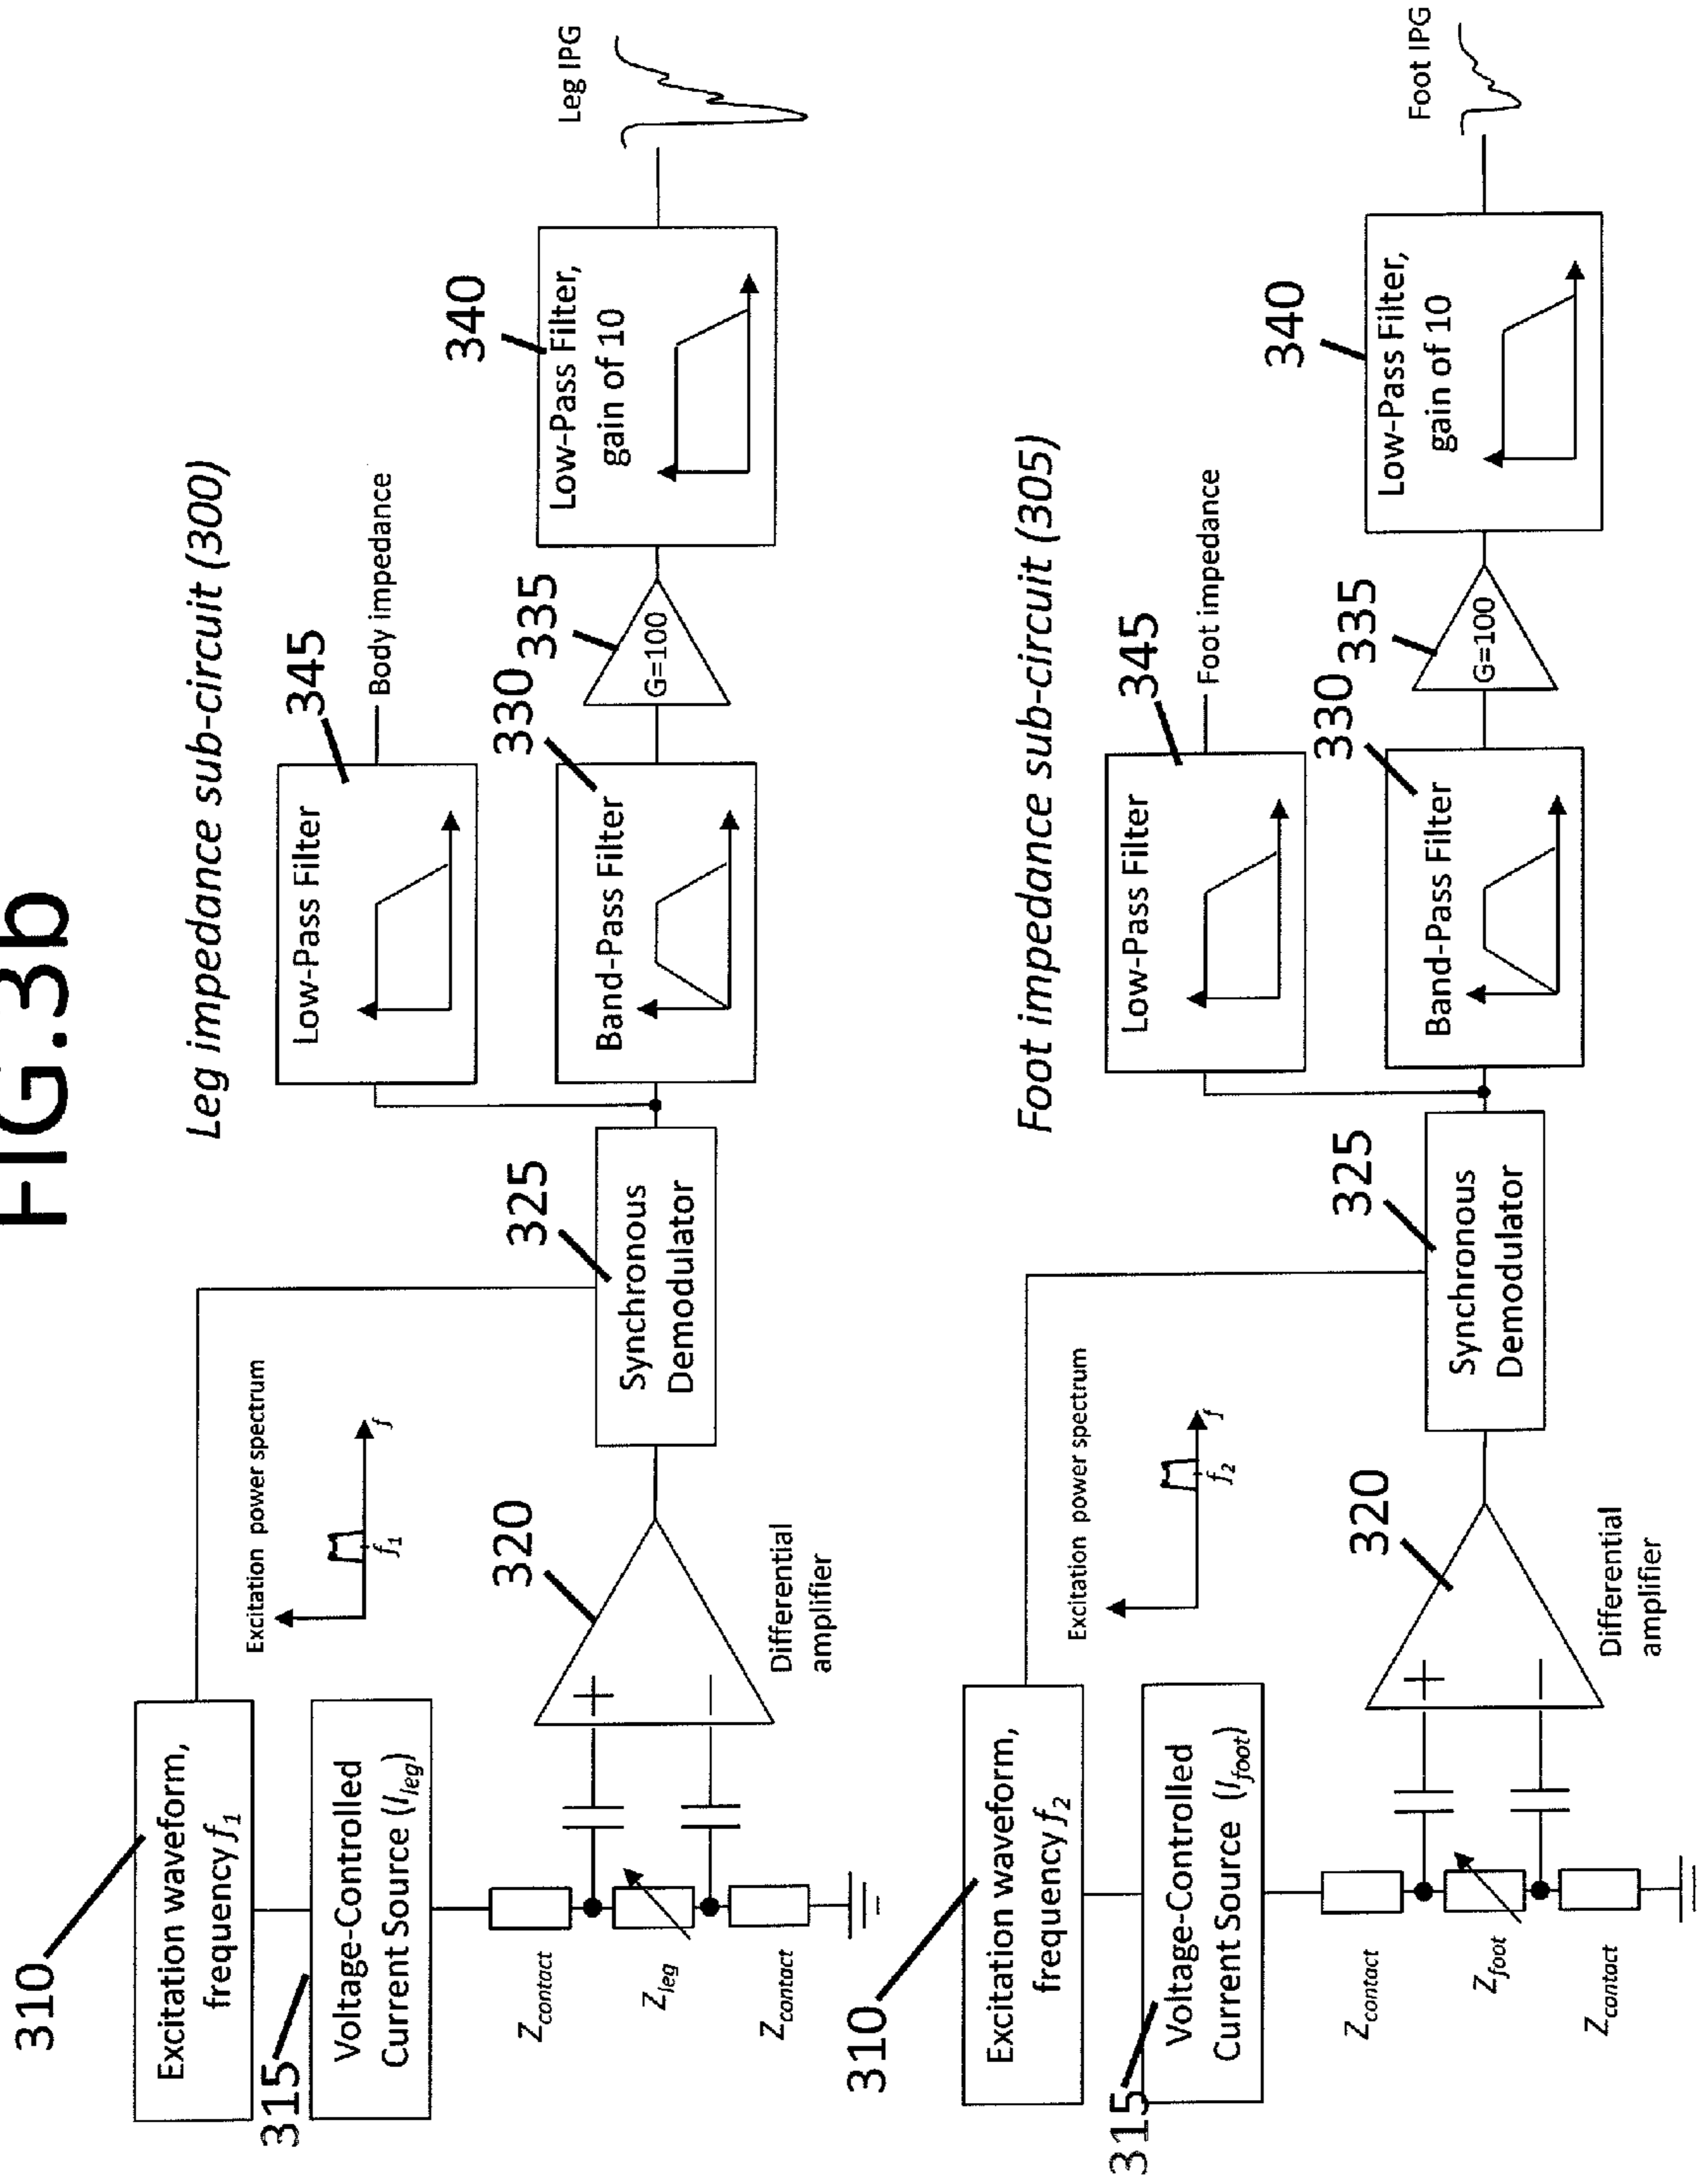 FIG.3b
Leg impedance sub-circuit (300)
310
Excitation waveform,
frequency f1
315
Voltage-Controlled
Current Source (Ileg)
Excitation power spectrum
f1
f
Zcontact
Zleg
Zcontact
320
+
−
Differential
amplifier
325
Synchronous
Demodulator
345
Low-Pass Filter
Body impedance
330
Band-Pass Filter
335
G=100
340
Low-Pass Filter,
gain of 10
Leg IPG
Foot impedance sub-circuit (305)
310
Excitation waveform,
frequency f2
315
Voltage-Controlled
Current Source (Ifoot)
Excitation power spectrum
f2
f
Zcontact
Zfoot
Zcontact
320
+
−
Differential
amplifier
325
Synchronous
Demodulator
345
Low-Pass Filter
Foot impedance
330
Band-Pass Filter
335
G=100
340
Low-Pass Filter,
gain of 10
Foot IPG